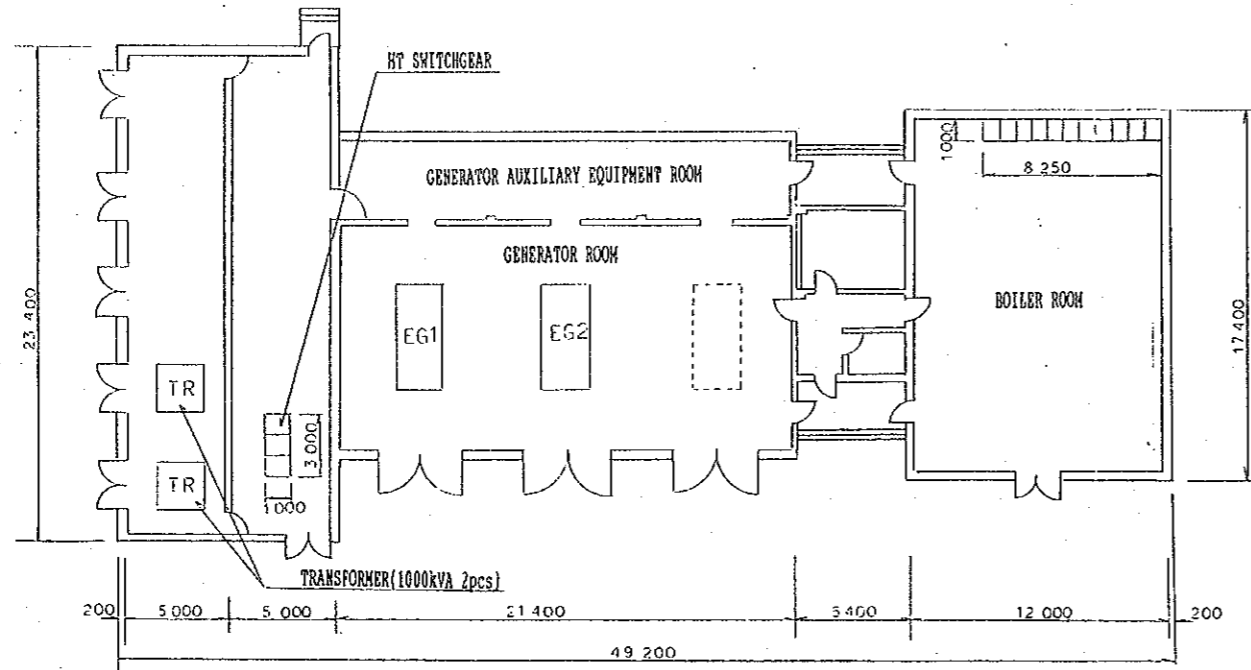 HT SWITCHGEAR
1000
8 250
GENERATOR AUXILIARY EQUIPMENT ROOM
GENERATOR ROOM
BOILER ROOM
EG1
EG2
23 400
17 400
TR
TR
3 000
1 000
TRANSFORMER(1000kVA 2pcs)
200
5 000
5 000
21 400
5 400
12 000
200
49 200